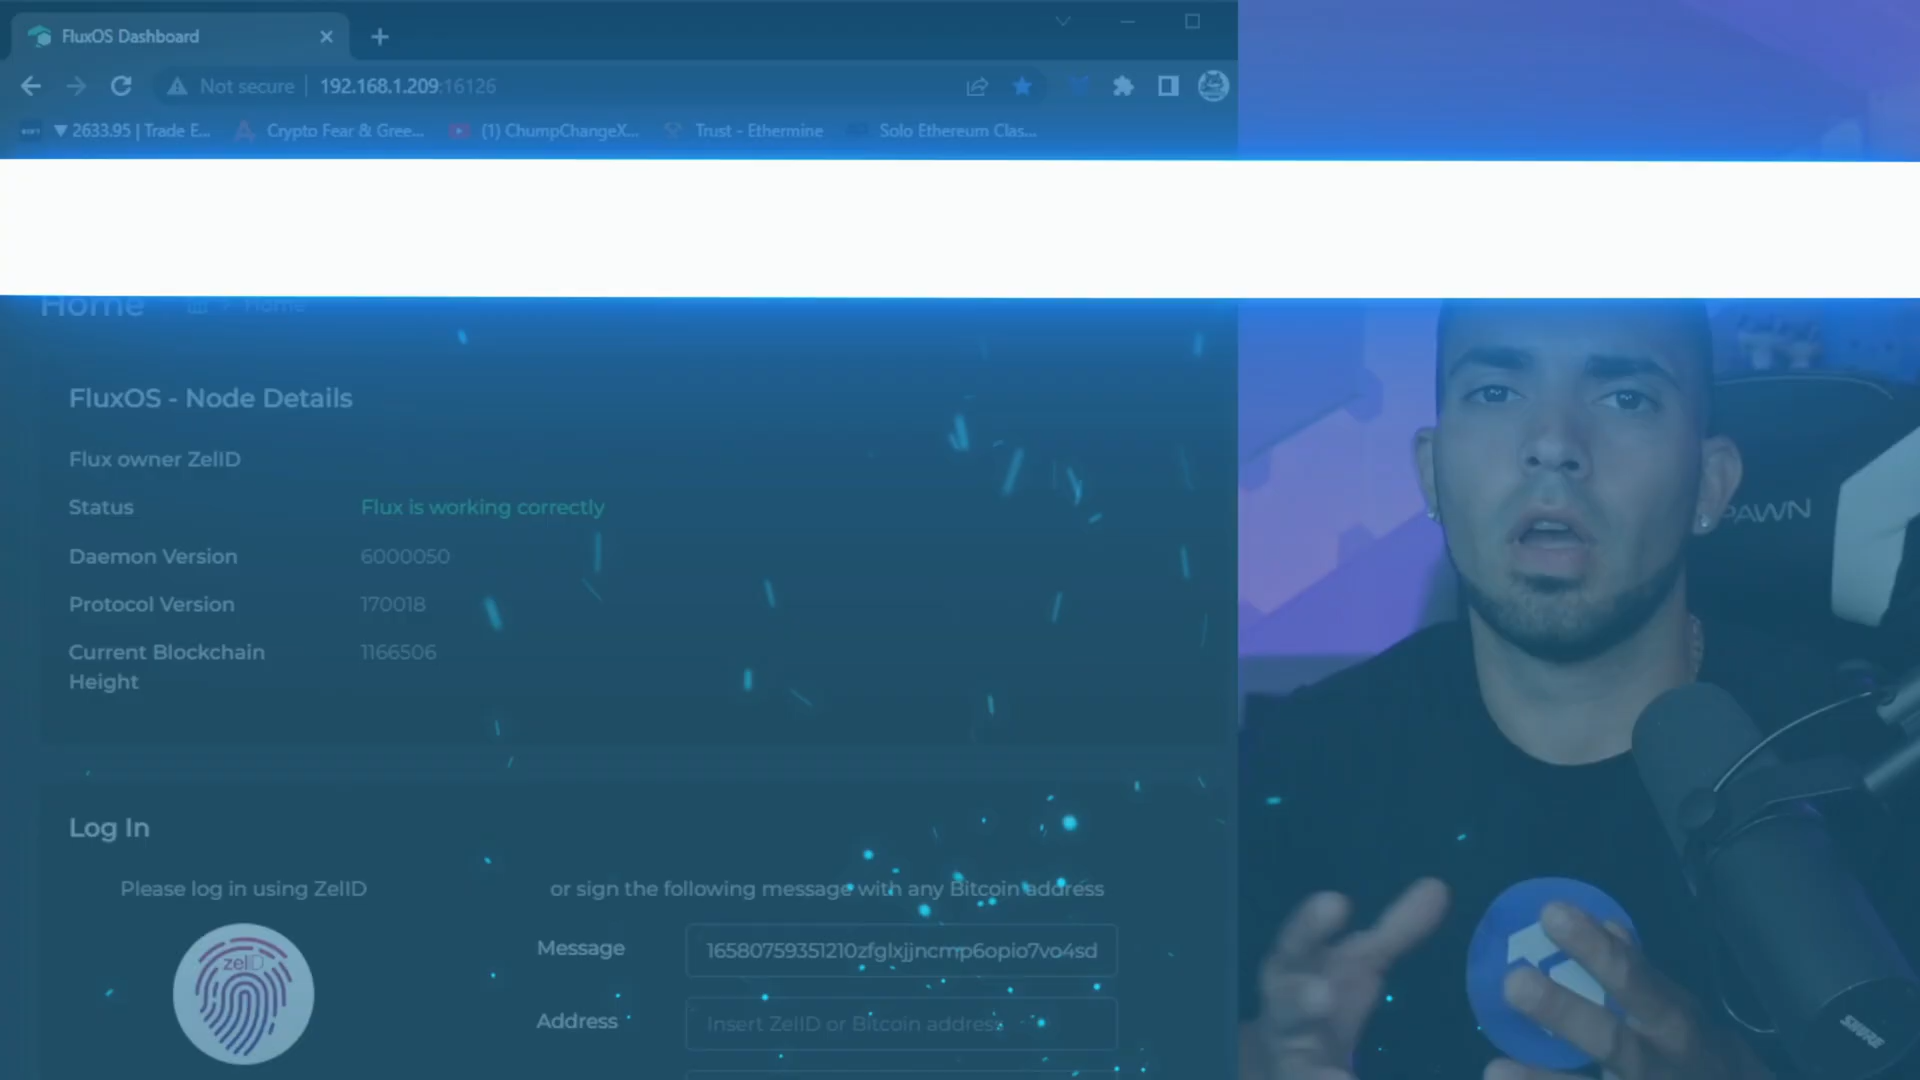 FluxOS Dashboard
Not secure | 192.168.1.209:16126
▼ 2633.95 | Trade E...
Crypto Fear & Gree...
(1) ChumpChangeX...
Trust - Ethermine
Solo Ethereum Clas...
Home
Home
FluxOS - Node Details
Flux owner ZelID
Status Flux is working correctly
Daemon Version 6000050
Protocol Version 170018
Current Blockchain Height 1166506
Log In
Please log in using ZelID
zelID
or sign the following message with any Bitcoin address
Message 16580759351210zfglxjjncmp6opio7vo4sd
Address Insert ZelID or Bitcoin address
SHURE